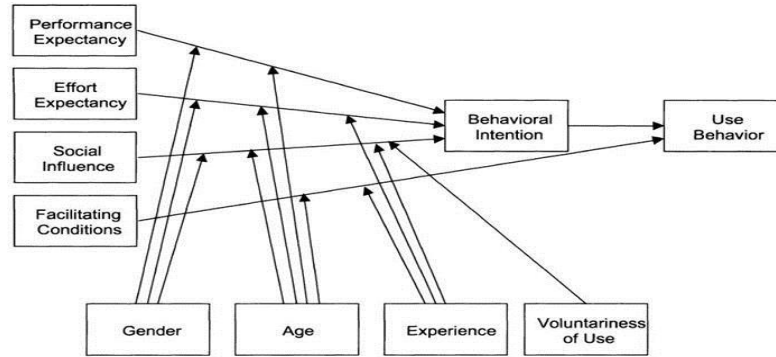 Performance
Expectancy
Effort
Expectancy
Social
Influence
Facilitating
Conditions
Behavioral
Intention
Use
Behavior
Gender
Age
Experience
Voluntariness
of Use